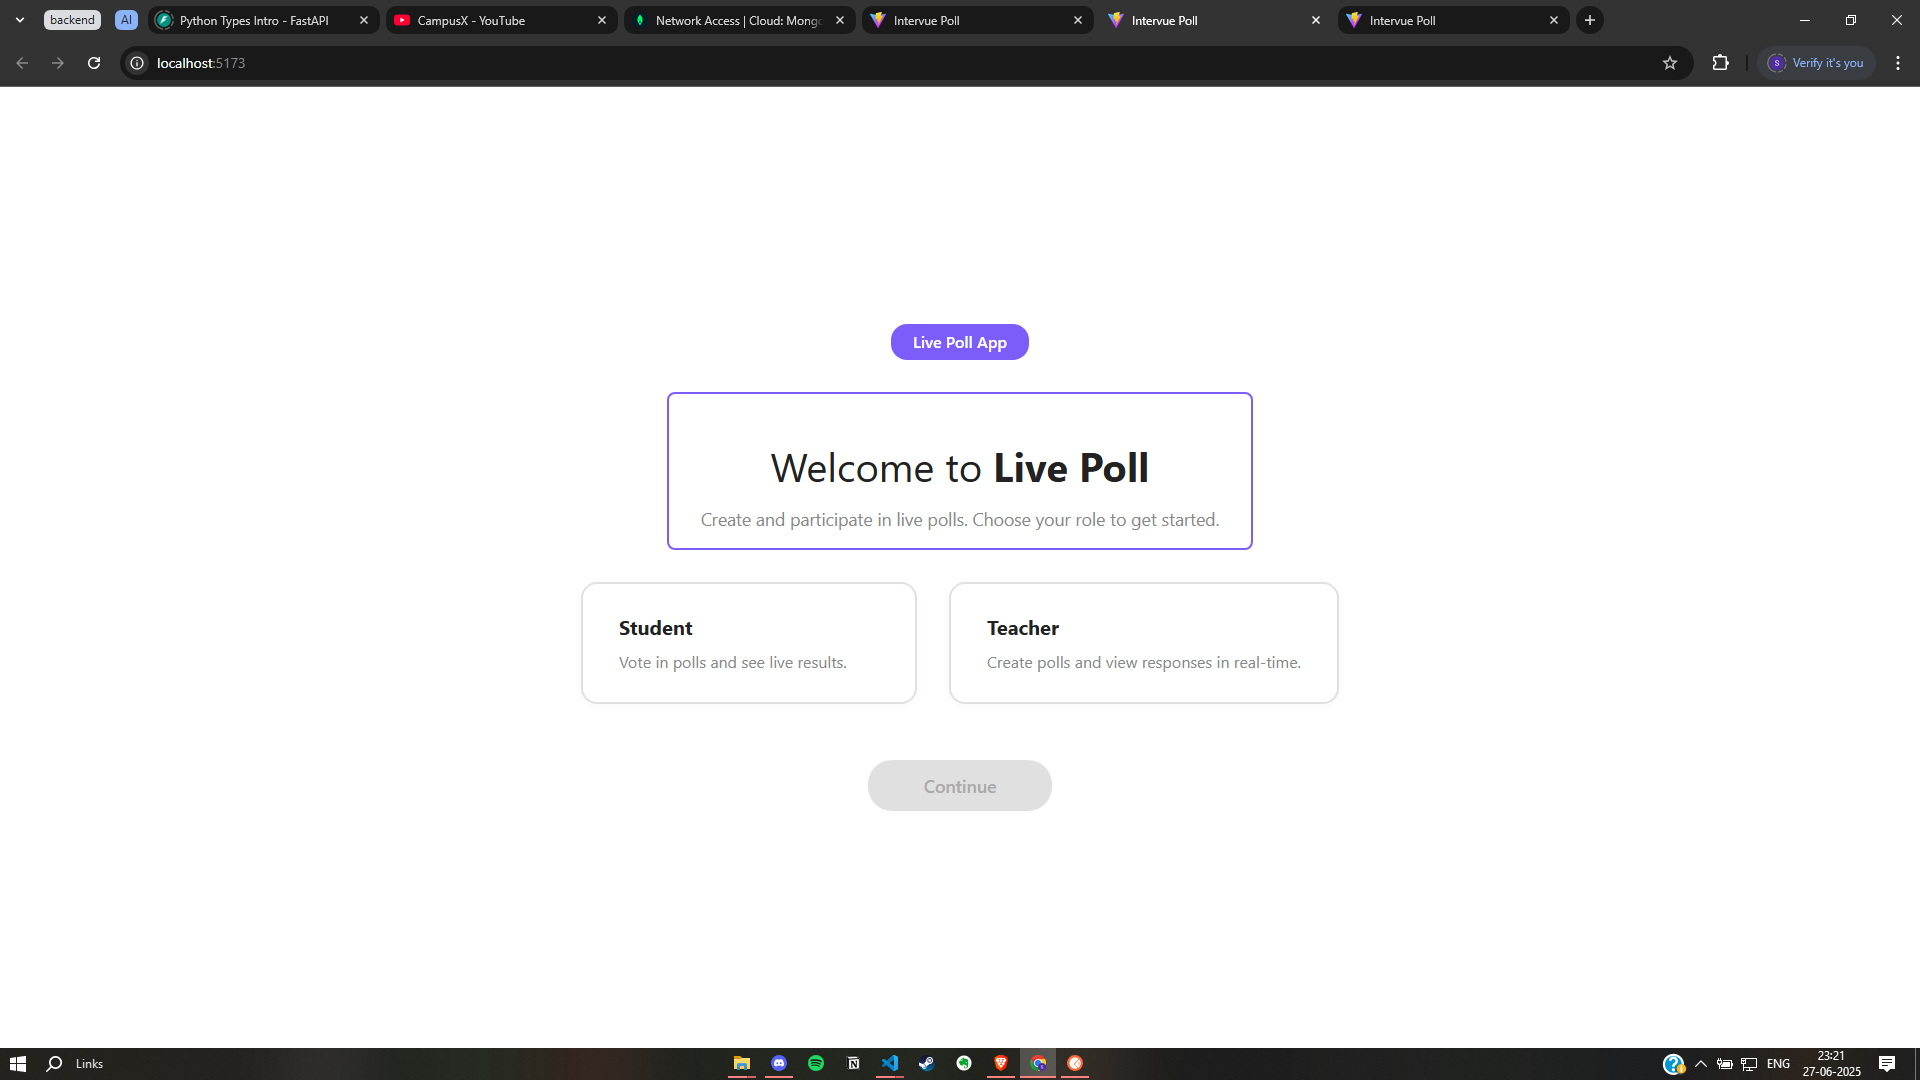 backend
AI
Python Types Intro - FastAPI
CampusX - YouTube
Network Access | Cloud: Mong
Intervue Poll
Intervue Poll
Intervue Poll
localhost:5173
S
Verify it's you
Live Poll App
Welcome to Live Poll
Create and participate in live polls. Choose your role to get started.
Student
Vote in polls and see live results.
Teacher
Create polls and view responses in real-time.
Continue
Links
ENG
23:21
27-06-2025